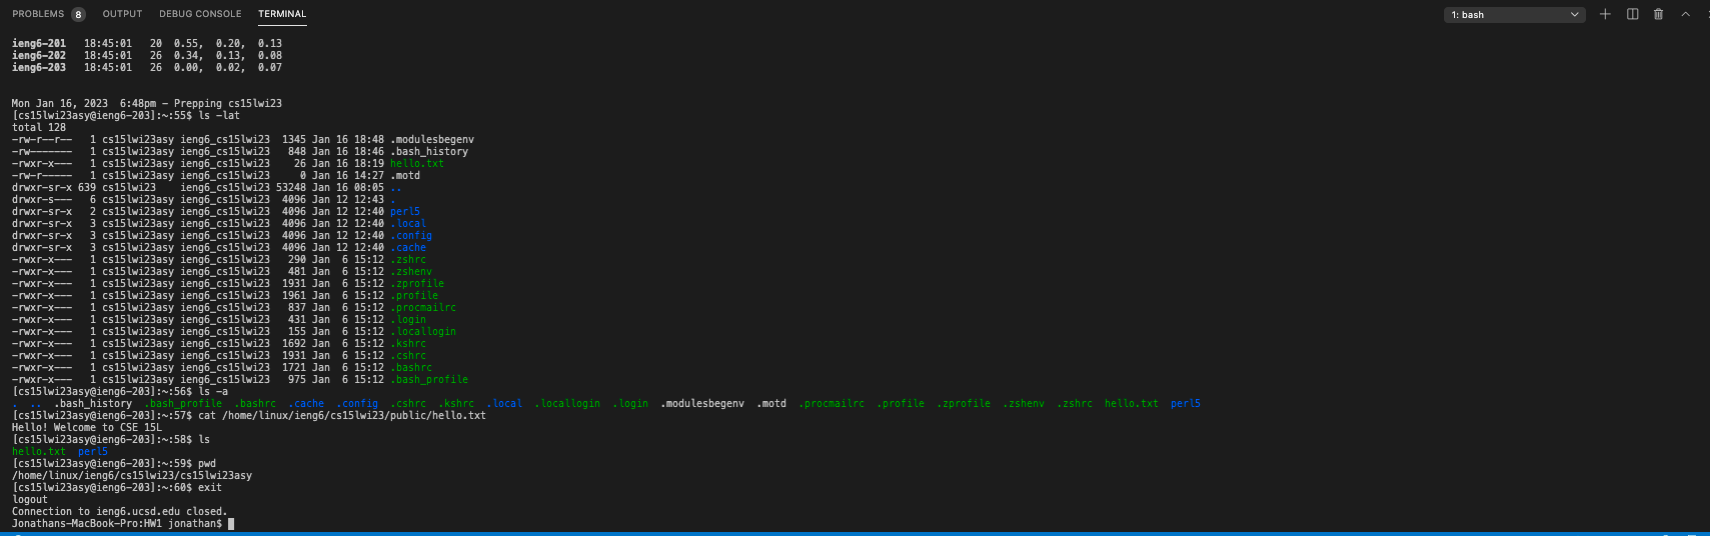 PROBLEMS 8 OUTPUT DEBUG CONSOLE TERMINAL 1: bash
ieng6-201   18:45:01   20  0.55,  0.20,  0.13
ieng6-202   18:45:01   26  0.34,  0.13,  0.08
ieng6-203   18:45:01   26  0.00,  0.02,  0.07
Mon Jan 16, 2023  6:48pm - Prepping cs15lwi23
[cs15lwi23asy@ieng6-203]:~:55$ ls -lat
total 128
-rw-r--r--   1 cs15lwi23asy ieng6_cs15lwi23  1345 Jan 16 18:48 .modulesbegenv
-rw-------   1 cs15lwi23asy ieng6_cs15lwi23   848 Jan 16 18:46 .bash_history
-rwxr-x---   1 cs15lwi23asy ieng6_cs15lwi23    26 Jan 16 18:19 hello.txt
-rw-r-----   1 cs15lwi23asy ieng6_cs15lwi23     0 Jan 16 14:27 .motd
drwxr-sr-x 639 cs15lwi23    ieng6_cs15lwi23 53248 Jan 16 08:05 ..
drwxr-s---   6 cs15lwi23asy ieng6_cs15lwi23  4096 Jan 12 12:43 .
drwxr-sr-x   2 cs15lwi23asy ieng6_cs15lwi23  4096 Jan 12 12:40 perl5
drwxr-sr-x   3 cs15lwi23asy ieng6_cs15lwi23  4096 Jan 12 12:40 .local
drwxr-sr-x   3 cs15lwi23asy ieng6_cs15lwi23  4096 Jan 12 12:40 .config
drwxr-sr-x   3 cs15lwi23asy ieng6_cs15lwi23  4096 Jan 12 12:40 .cache
-rwxr-x---   1 cs15lwi23asy ieng6_cs15lwi23   290 Jan  6 15:12 .zshrc
-rwxr-x---   1 cs15lwi23asy ieng6_cs15lwi23   481 Jan  6 15:12 .zshenv
-rwxr-x---   1 cs15lwi23asy ieng6_cs15lwi23  1931 Jan  6 15:12 .zprofile
-rwxr-x---   1 cs15lwi23asy ieng6_cs15lwi23  1961 Jan  6 15:12 .profile
-rwxr-x---   1 cs15lwi23asy ieng6_cs15lwi23   837 Jan  6 15:12 .procmailrc
-rwxr-x---   1 cs15lwi23asy ieng6_cs15lwi23   431 Jan  6 15:12 .login
-rwxr-x---   1 cs15lwi23asy ieng6_cs15lwi23   155 Jan  6 15:12 .locallogin
-rwxr-x---   1 cs15lwi23asy ieng6_cs15lwi23  1692 Jan  6 15:12 .kshrc
-rwxr-x---   1 cs15lwi23asy ieng6_cs15lwi23  1931 Jan  6 15:12 .cshrc
-rwxr-x---   1 cs15lwi23asy ieng6_cs15lwi23  1721 Jan  6 15:12 .bashrc
-rwxr-x---   1 cs15lwi23asy ieng6_cs15lwi23   975 Jan  6 15:12 .bash_profile
[cs15lwi23asy@ieng6-203]:~:56$ ls -a
.  ..  .bash_history  .bash_profile  .bashrc  .cache  .config  .cshrc  .kshrc  .local  .locallogin  .login  .modulesbegenv  .motd  .procmailrc  .profile  .zprofile  .zshenv  .zshrc  hello.txt  perl5
[cs15lwi23asy@ieng6-203]:~:57$ cat /home/linux/ieng6/cs15lwi23/public/hello.txt
Hello! Welcome to CSE 15L
[cs15lwi23asy@ieng6-203]:~:58$ ls
hello.txt  perl5
[cs15lwi23asy@ieng6-203]:~:59$ pwd
/home/linux/ieng6/cs15lwi23/cs15lwi23asy
[cs15lwi23asy@ieng6-203]:~:60$ exit
logout
Connection to ieng6.ucsd.edu closed.
Jonathans-MacBook-Pro:HW1 jonathan$